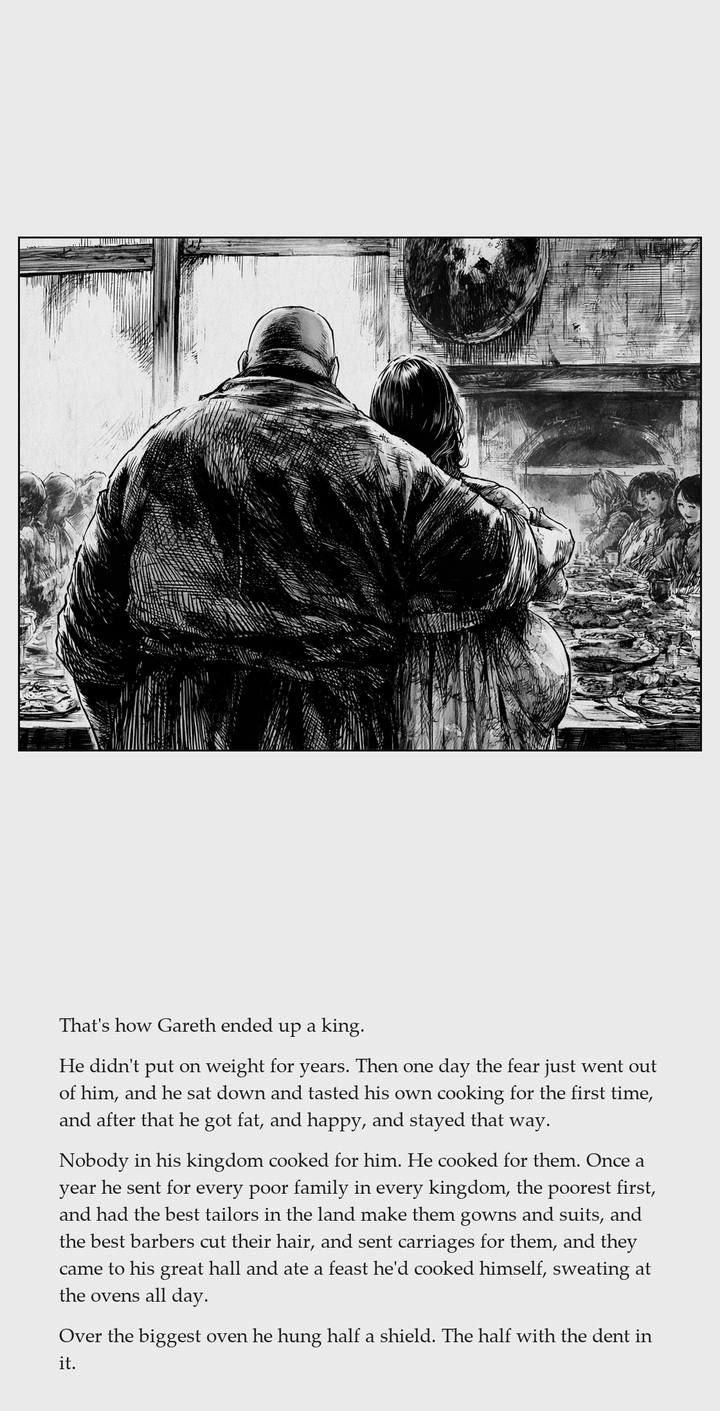 That's how Gareth ended up a king.
He didn't put on weight for years. Then one day the fear just went out
of him, and he sat down and tasted his own cooking for the first time,
and after that he got fat, and happy, and stayed that way.
Nobody in his kingdom cooked for him. He cooked for them. Once a
year he sent for every poor family in every kingdom, the poorest first,
and had the best tailors in the land make them gowns and suits, and
the best barbers cut their hair, and sent carriages for them, and they
came to his great hall and ate a feast he'd cooked himself, sweating at
the ovens all day.
Over the biggest oven he hung half a shield. The half with the dent in
it.